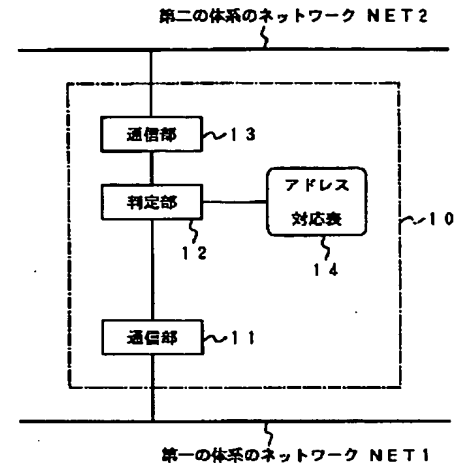 第二の体系のネットワーク NET2
通信部
13
判定部
12
アドレス
対応表
14
10
通信部
11
第一の体系のネットワーク NET1